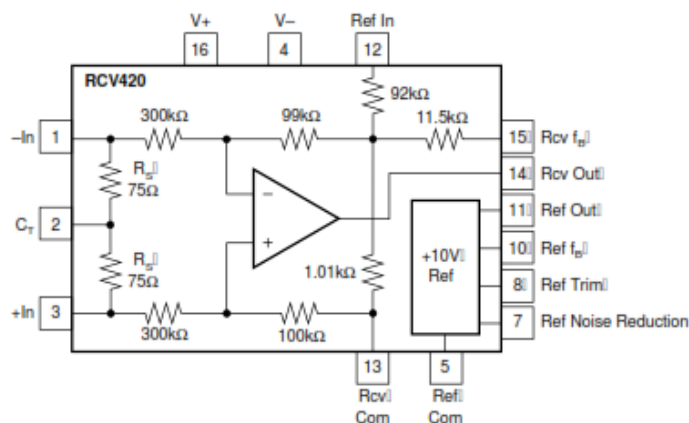 V+
V–
Ref In
16
4
12
RCV420
92kΩ
300kΩ
99kΩ
11.5kΩ
–In
1
15
Rcv fB
RS
75Ω
–
14
Rcv Out
CT
2
11
Ref Out
+10V
Ref
10
Ref fB
RS
75Ω
+
1.01kΩ
8
Ref Trim
+In
3
300kΩ
100kΩ
7
Ref Noise Reduction
13
5
Rcv
Com
Ref
Com